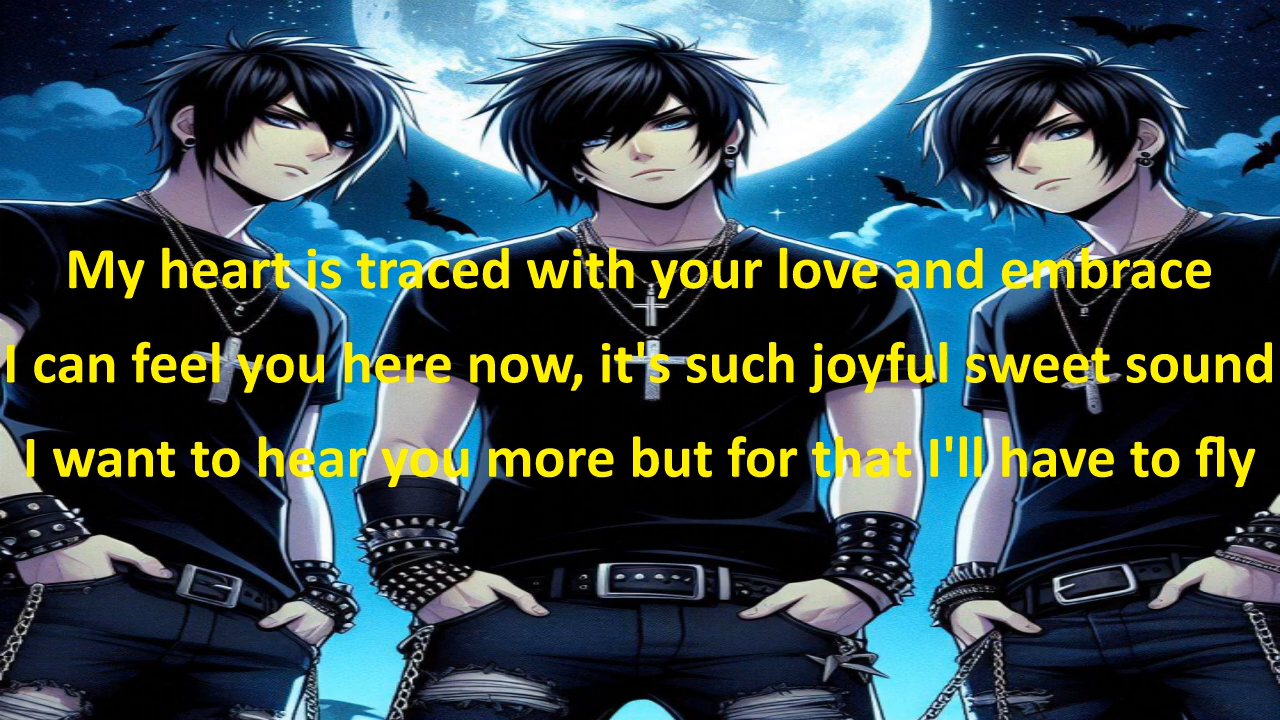 My heart is traced with your love and embrace
I can feel you here now, it's such joyful sweet sound
I want to hear you more but for that I'll have to fly